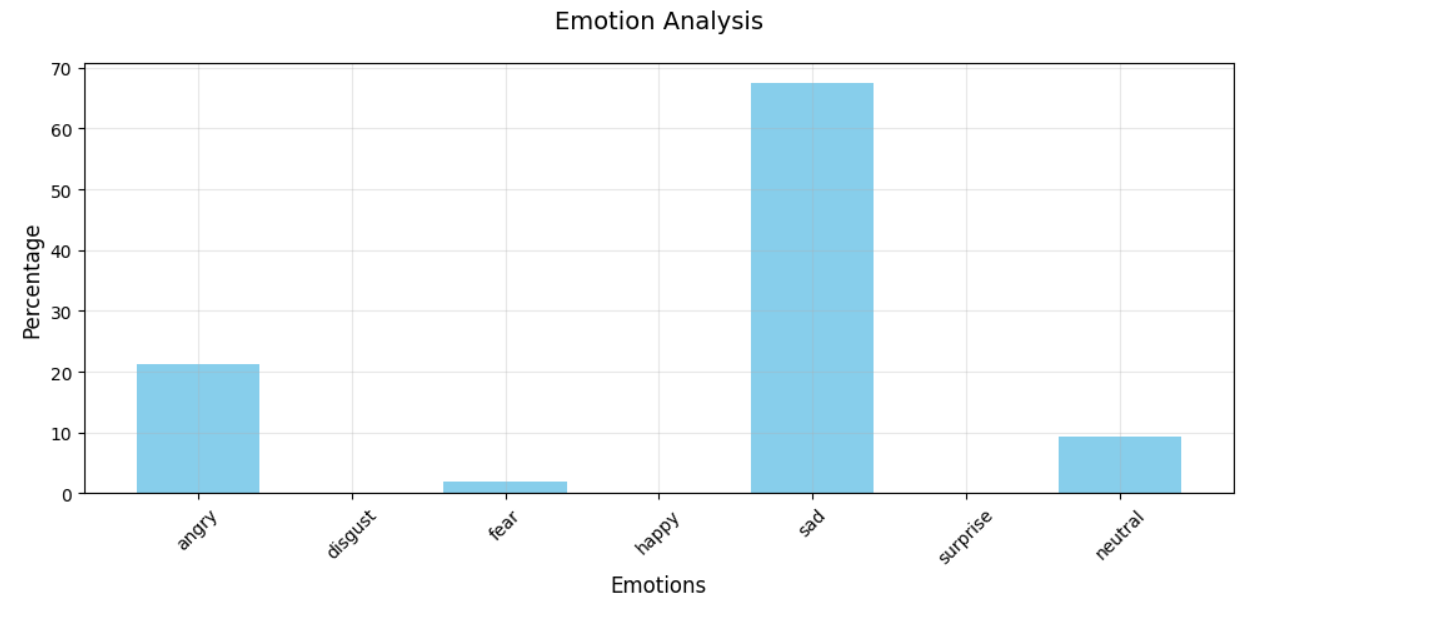 Emotion Analysis
70
60
50
40
30
20
10
0
Percentage
angry
disgust
fear
happy
sad
surprise
neutral
Emotions